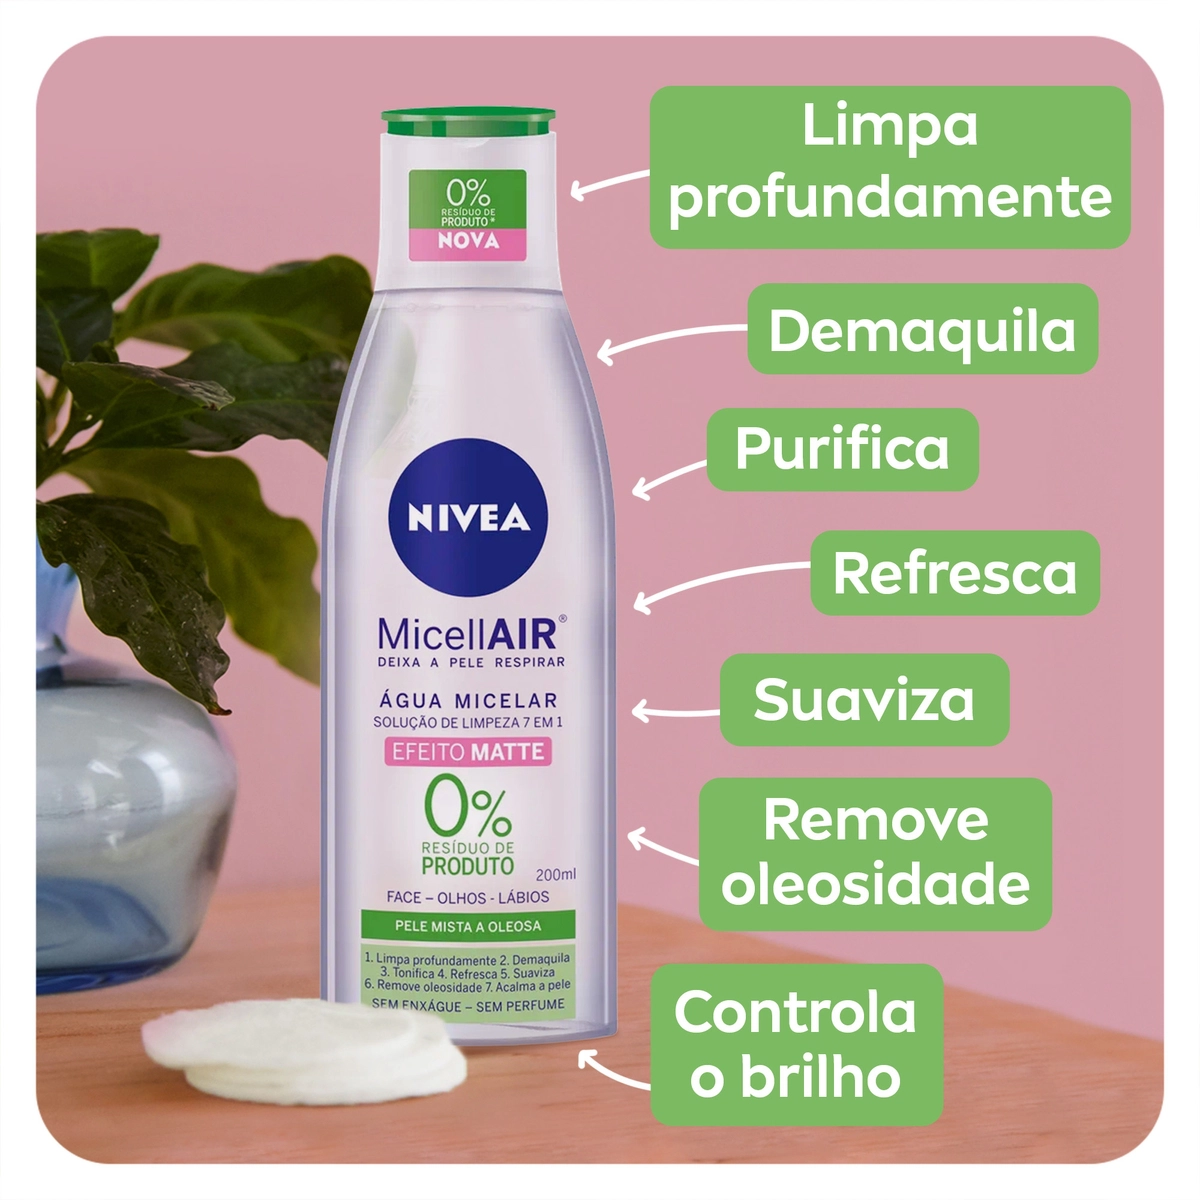 0%
RESÍDUO DE
PRODUTO*
NOVA
NIVEA
MicellAIR®
DEIXA A PELE RESPIRAR
ÁGUA MICELAR
SOLUÇÃO DE LIMPEZA 7 EM 1
EFEITO MATTE
0%
RESÍDUO DE
PRODUTO
200ml
FACE – OLHOS - LÁBIOS
PELE MISTA A OLEOSA
1. Limpa profundamente 2. Demaquila
3. Tonifica 4. Refresca 5. Suaviza
6. Remove oleosidade 7. Acalma a pele
SEM ENXÁGUE – SEM PERFUME
Limpa
profundamente
Demaquila
Purifica
Refresca
Suaviza
Remove
oleosidade
Controla
o brilho